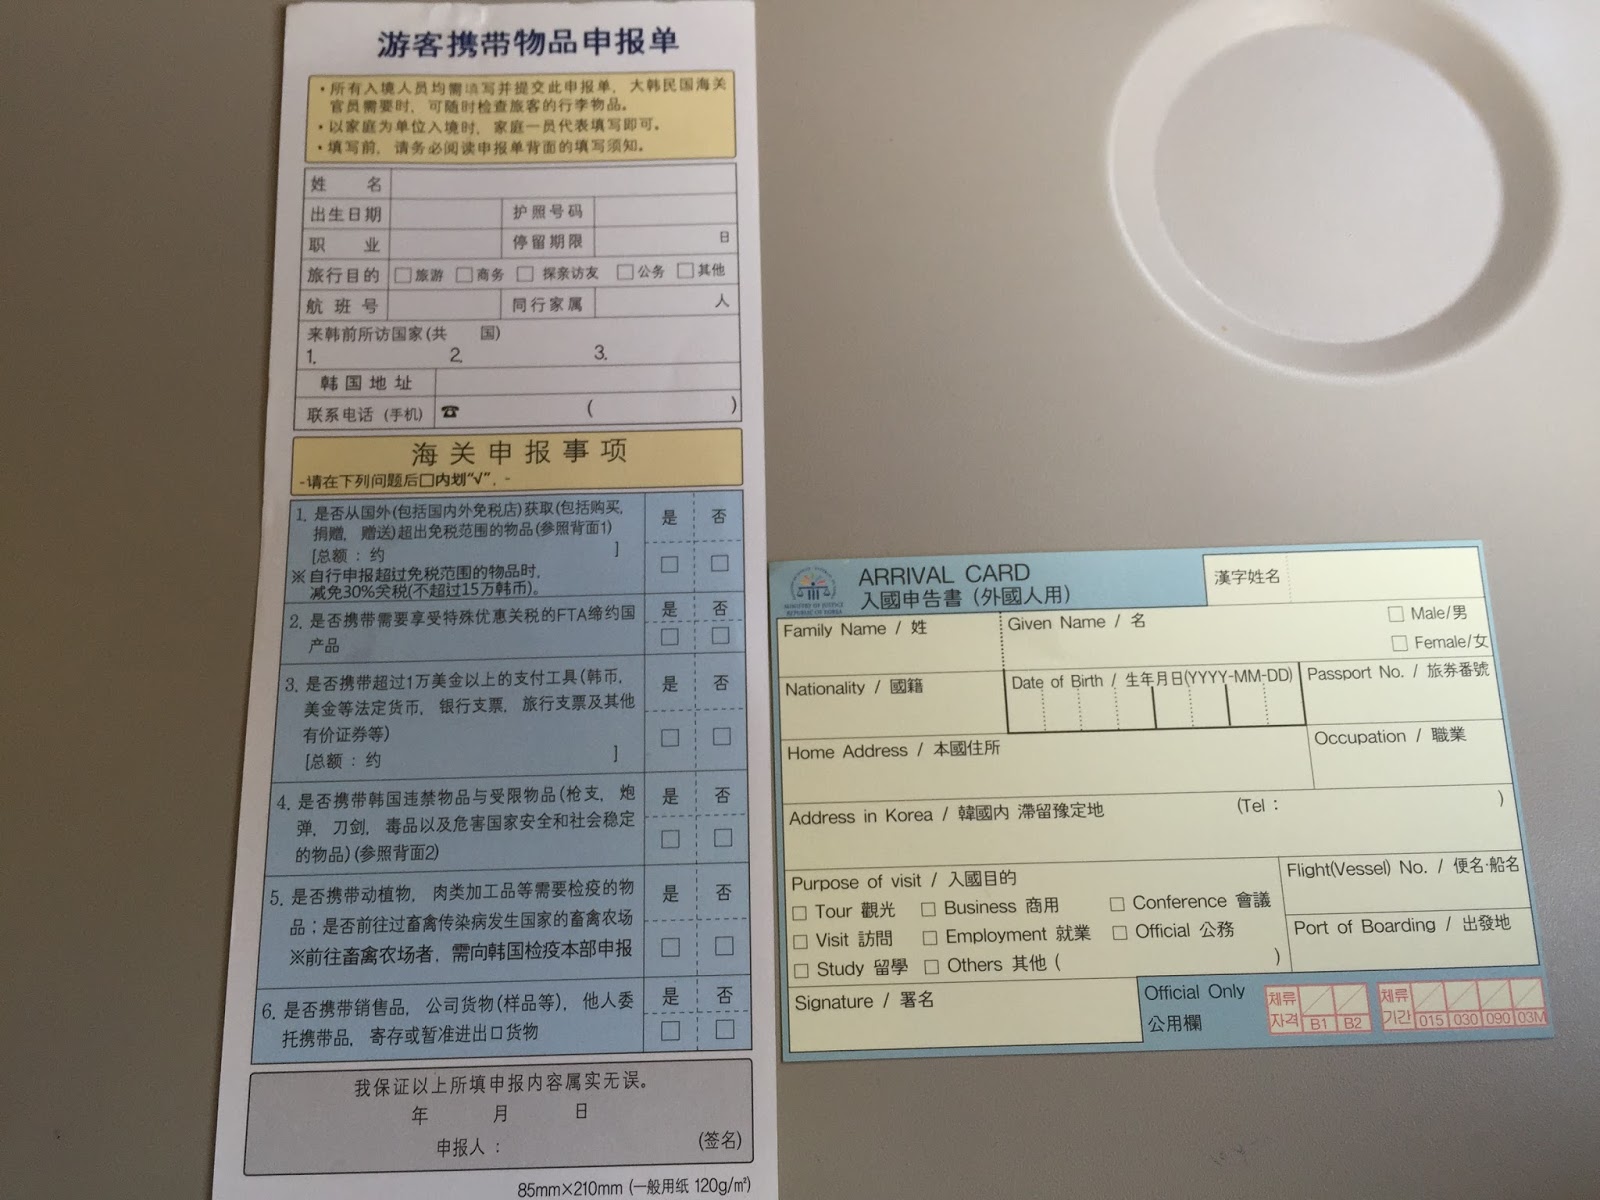 游客携带物品申报单
·所有入境人员均需填写并提交此申报单，大韩民国海关
官员需要时，可随时检查旅客的行李物品。
·以家庭为单位入境时，家庭一员代表填写即可。
·填写前，请务必阅读申报单背面的填写须知。
姓 名
出生日期 护照号码
职 业 停留期限 日
旅行目的 □旅游 □商务 □ 探亲访友 □公务 □其他
航 班 号 同行家属 人
来韩前所访国家(共 国)
1. 2. 3.
韩国地址
联系电话 (手机) ☎ ( )
海关申报事项
-请在下列问题后□内划“√”. -
1. 是否从国外(包括国内外免税店)获取(包括购买, 是 否
捐赠, 赠送)超出免税范围的物品(参照背面1)
[总额 : 约 ] □ □
※ 自行申报超过免税范围的物品时,
减免30%关税(不超过15万韩币)。
2. 是否携带需要享受特殊优惠关税的FTA缔约国 是 否
产品 □ □
3. 是否携带超过1万美金以上的支付工具(韩币, 是 否
美金等法定货币, 银行支票, 旅行支票及其他
有价证券等) □ □
[总额 : 约 ]
4. 是否携带韩国违禁物品与受限物品(枪支, 炮 是 否
弹, 刀剑, 毒品以及危害国家安全和社会稳定
的物品)(参照背面2) □ □
5. 是否携带动植物, 肉类加工品等需要检疫的物 是 否
品；是否前往过畜禽传染病发生国家的畜禽农场
※前往畜禽农场者, 需向韩国检疫本部申报 □ □
6. 是否携带销售品, 公司货物(样品等), 他人委 是 否
托携带品, 寄存或暂准进出口货物 □ □
我保证以上所填申报内容属实无误。
年 月 日
申报人 : (签名)
85mm×210mm (一般用纸 120g/㎡)
MINISTRY OF JUSTICE
REPUBLIC OF KOREA
ARRIVAL CARD
入國申告書 (外國人用)
漢字姓名
Family Name / 姓 Given Name / 名 □ Male/男
□ Female/女
Nationality / 國籍 Date of Birth / 生年月日(YYYY-MM-DD) Passport No. / 旅券番號
Home Address / 本國住所 Occupation / 職業
Address in Korea / 韓國內 滯留豫定地 (Tel : )
Purpose of visit / 入國目的 Flight(Vessel) No. / 便名·船名
□ Tour 觀光 □ Business 商用 □ Conference 會議
□ Visit 訪問 □ Employment 就業 □ Official 公務 Port of Boarding / 出發地
□ Study 留學 □ Others 其他 ( )
Signature / 署名 Official Only
公用欄
체류
자격 B1 B2
체류
기간 015 030 090 03M